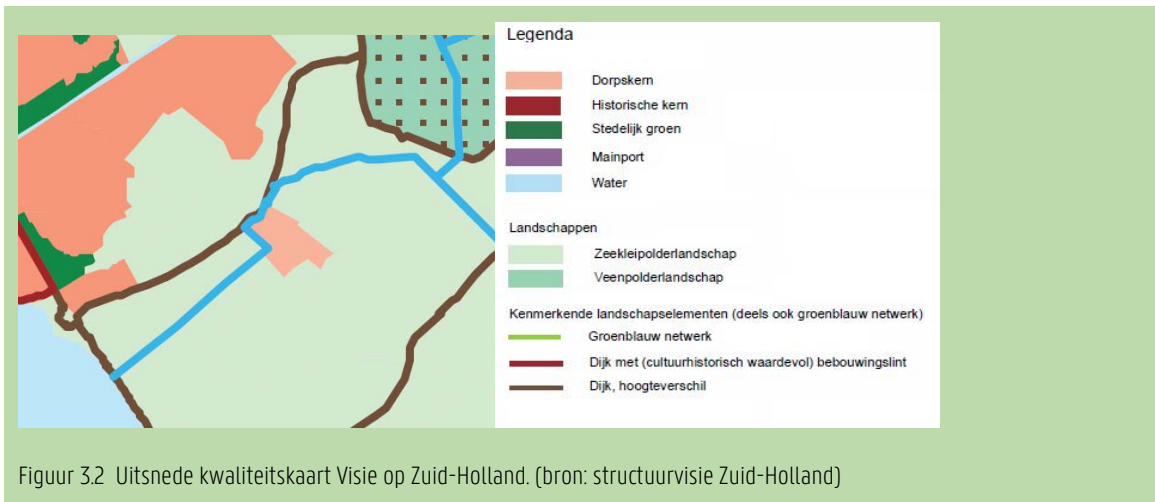 Legenda
Dorpskern
Historische kern
Stedelijk groen
Mainport
Water
Landschappen
Zeekleipolderlandschap
Veenpolderlandschap
Kenmerkende landschapselementen (deels ook groenblauw netwerk)
Groenblauw netwerk
Dijk met (cultuurhistorisch waardevol) bebouwingslint
Dijk, hoogteverschil
Figuur 3.2 Uitsnede kwaliteitskaart Visie op Zuid-Holland. (bron: structuurvisie Zuid-Holland)